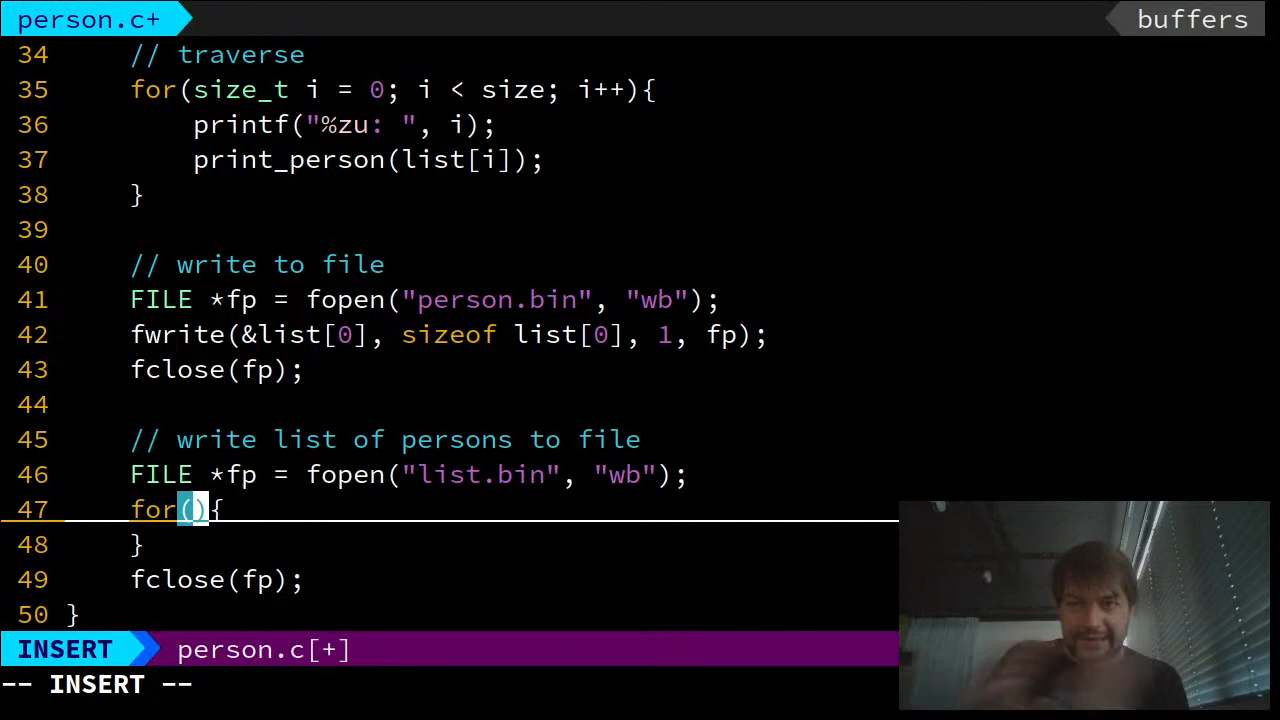 person.c+ buffers
34 // traverse
35 for(size_t i = 0; i < size; i++){
36 printf("%zu: ", i);
37 print_person(list[i]);
38 }
39
40 // write to file
41 FILE *fp = fopen("person.bin", "wb");
42 fwrite(&list[0], sizeof list[0], 1, fp);
43 fclose(fp);
44
45 // write list of persons to file
46 FILE *fp = fopen("list.bin", "wb");
47 for(){
48 }
49 fclose(fp);
50 }
INSERT person.c[+]
-- INSERT --